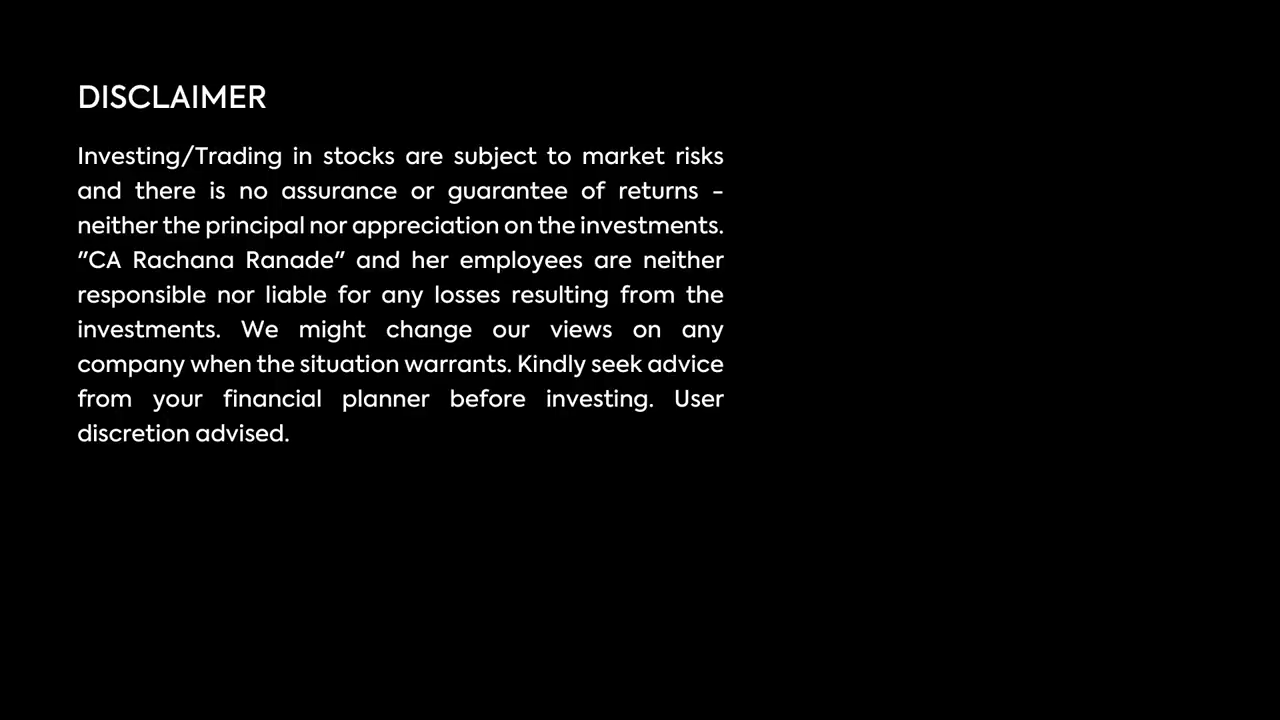 DISCLAIMER
Investing/Trading in stocks are subject to market risks
and there is no assurance or guarantee of returns -
neither the principal nor appreciation on the investments.
"CA Rachana Ranade" and her employees are neither
responsible nor liable for any losses resulting from the
investments. We might change our views on any
company when the situation warrants. Kindly seek advice
from your financial planner before investing. User
discretion advised.